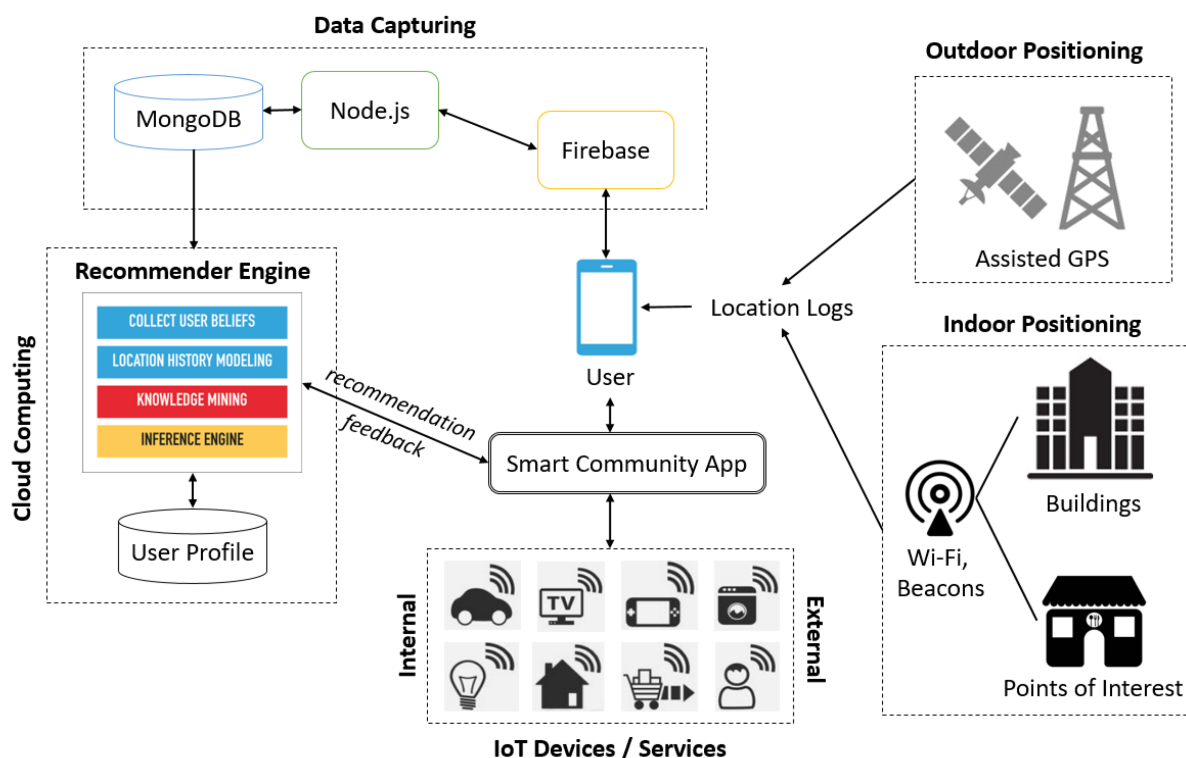 Data Capturing
MongoDB
Node.js
Firebase
Outdoor Positioning
Assisted GPS
Recommender Engine
COLLECT USER BELIEFS
LOCATION HISTORY MODELING
KNOWLEDGE MINING
INFERENCE ENGINE
User Profile
Cloud Computing
User
Location Logs
recommendation
feedback
Smart Community App
Indoor Positioning
Buildings
Wi-Fi,
Beacons
Points of Interest
Internal
TV
External
IoT Devices / Services